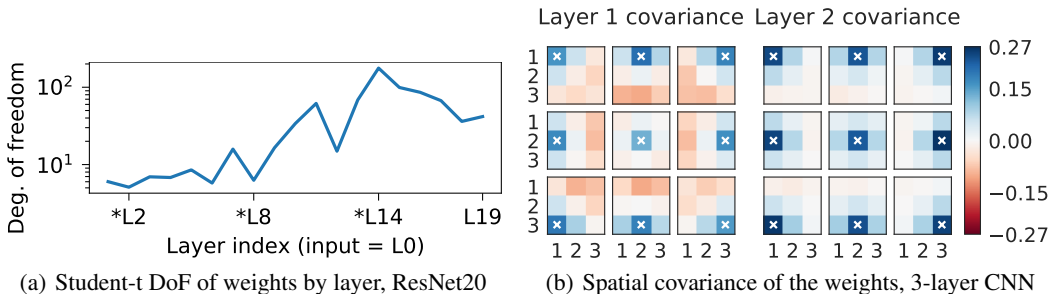 Layer 1 covariance
Layer 2 covariance
Deg. of freedom
10²
10¹
*L2
*L8
*L14
L19
Layer index (input = L0)
1
2
3
1
2
3
1
2
3
1 2 3
1 2 3
1 2 3
1 2 3
1 2 3
1 2 3
0.27
0.15
0.00
−0.15
−0.27
(a) Student-t DoF of weights by layer, ResNet20
(b) Spatial covariance of the weights, 3-layer CNN